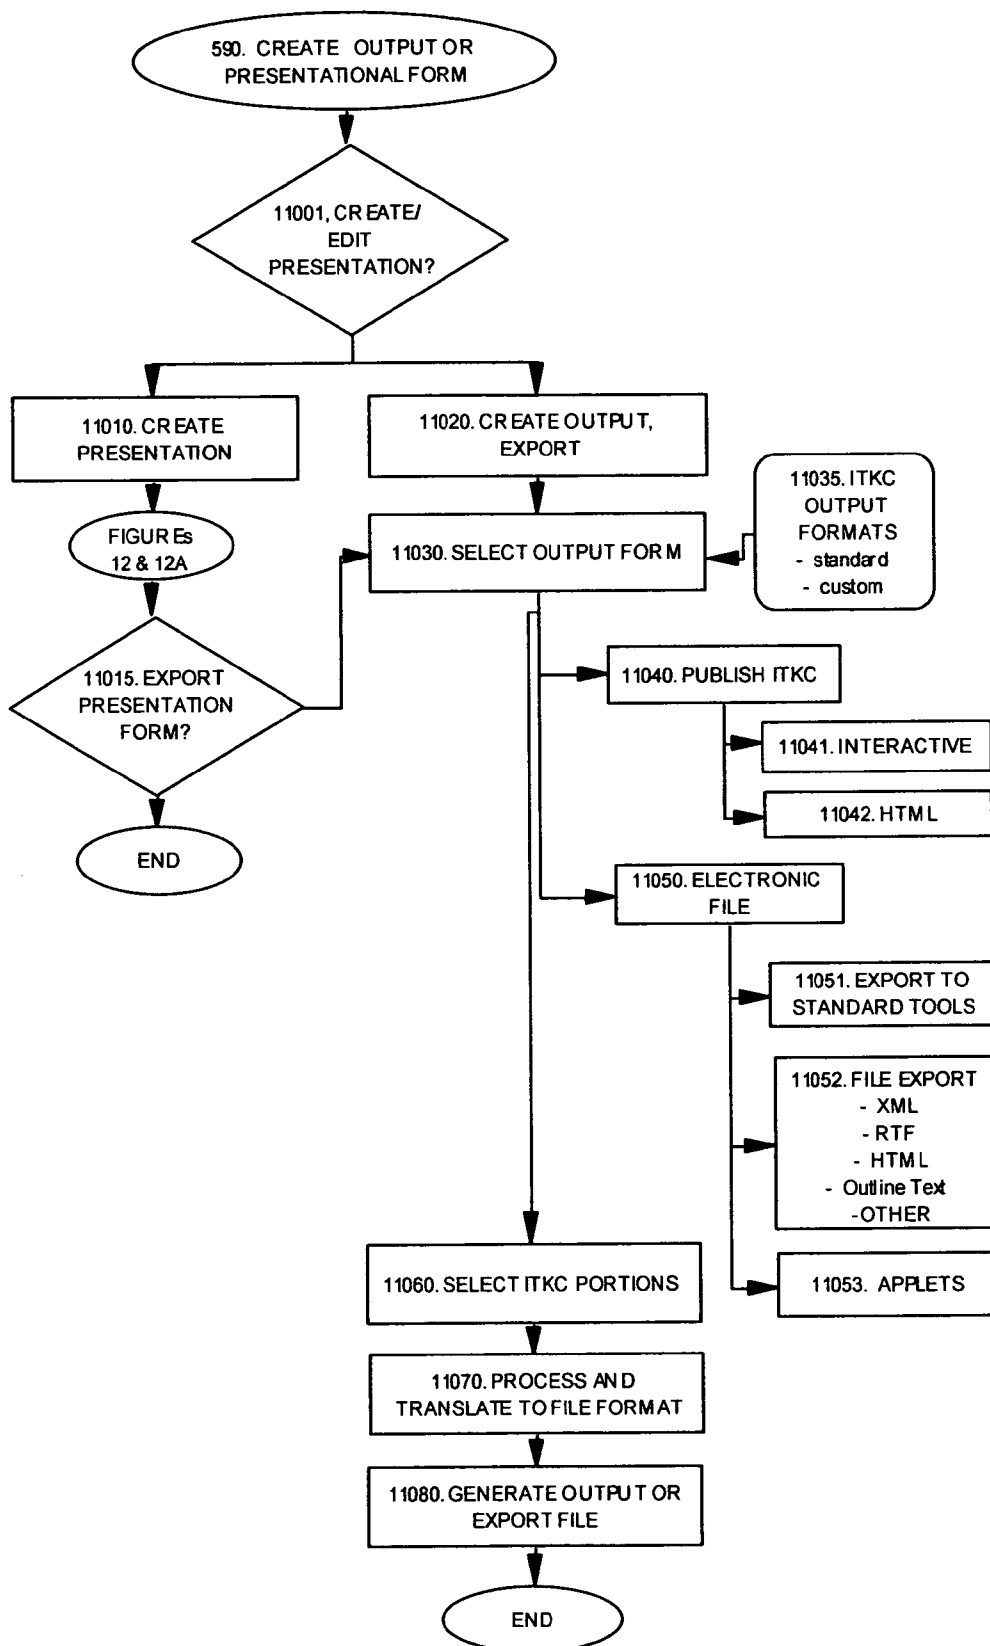 590. CREATE OUTPUT OR
PRESENTATIONAL FORM
11001, CREATE/
EDIT
PRESENTATION?
11010. CREATE
PRESENTATION
11020. CREATE OUTPUT,
EXPORT
11035. ITKC
OUTPUT
FORMATS
- standard
- custom
FIGUREs
12 & 12A
11030. SELECT OUTPUT FORM
11015. EXPORT
PRESENTATION
FORM?
11040. PUBLISH ITKC
11041. INTERACTIVE
11042. HTML
END
11050. ELECTRONIC
FILE
11051. EXPORT TO
STANDARD TOOLS
11052. FILE EXPORT
- XML
- RTF
- HTML
- Outline Text
-OTHER
11060. SELECT ITKC PORTIONS
11053. APPLETS
11070. PROCESS AND
TRANSLATE TO FILE FORMAT
11080. GENERATE OUTPUT OR
EXPORT FILE
END